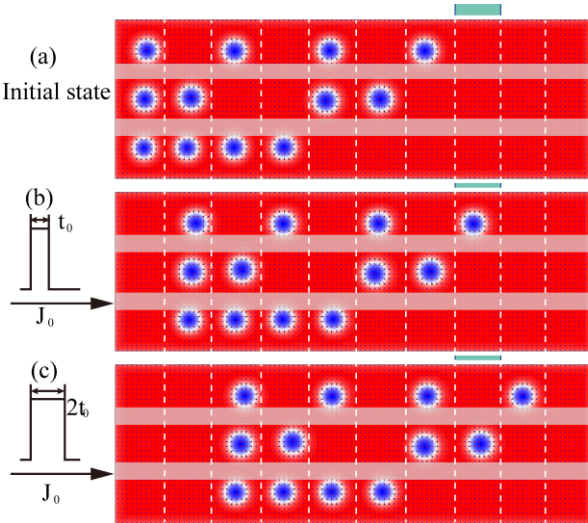 (a)
Initial state
(b)
t₀
J₀
(c)
2t₀
J₀